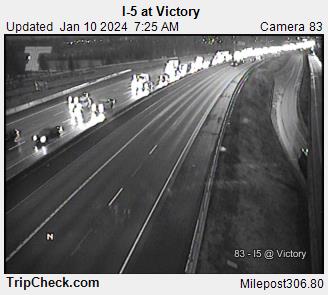 I-5 at Victory
Updated Jan 10 2024 7:25 AM Camera 83
T
N
83 - I5 @ Victory
TripCheck.com Milepost306.80